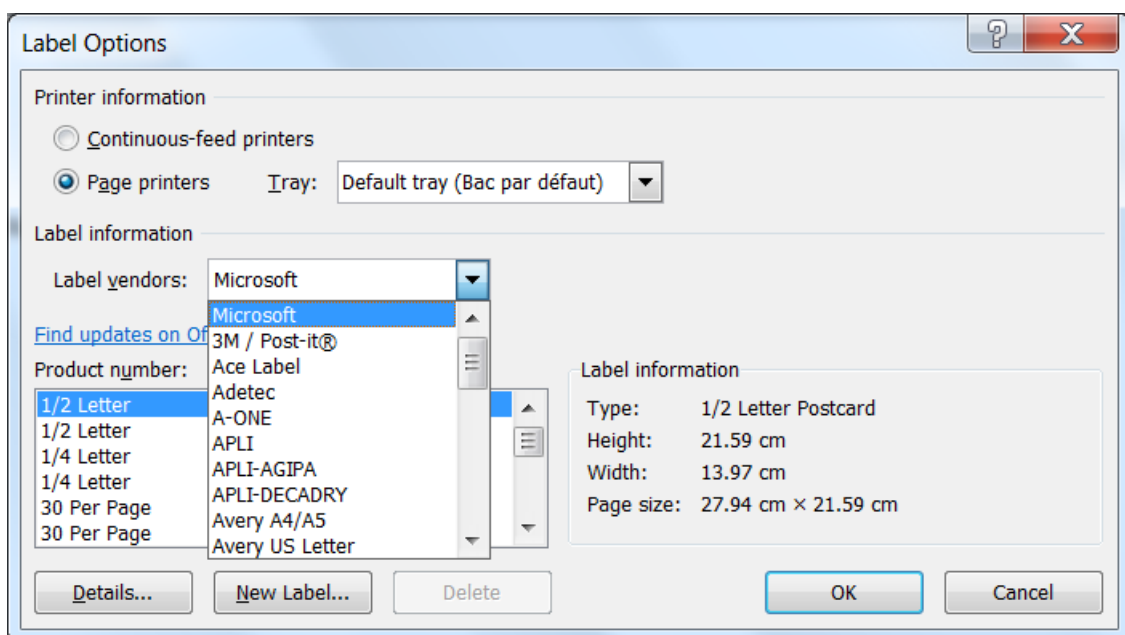 Label Options
Printer information
Continuous-feed printers
Page printers Tray: Default tray (Bac par défaut)
Label information
Label vendors: Microsoft
Microsoft
3M / Post-it®
Ace Label
Adetec
A-ONE
APLI
APLI-AGIPA
APLI-DECADRY
Avery A4/A5
Avery US Letter
Find updates on Of
Product number:
1/2 Letter
1/2 Letter
1/4 Letter
1/4 Letter
30 Per Page
30 Per Page
Label information
Type: 1/2 Letter Postcard
Height: 21.59 cm
Width: 13.97 cm
Page size: 27.94 cm × 21.59 cm
Details... New Label... Delete OK Cancel